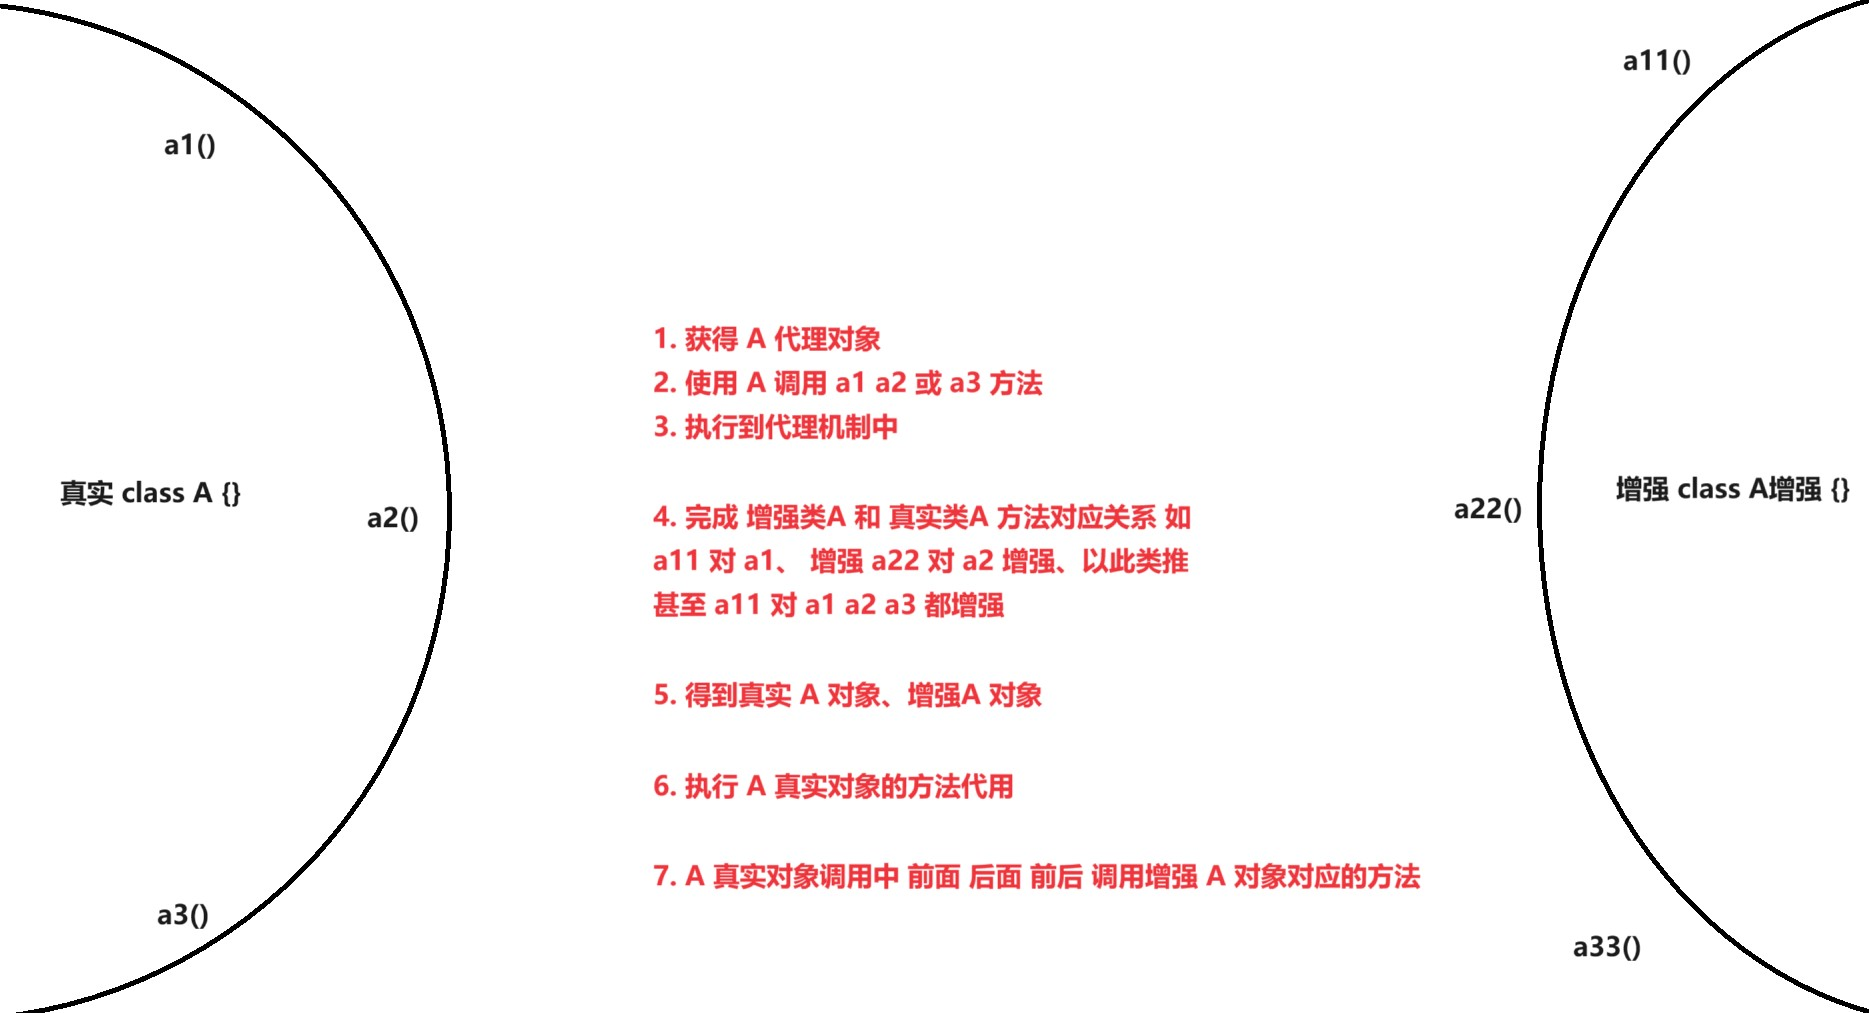 a11()
a1()
1. 获得 A 代理对象
2. 使用 A 调用 a1 a2 或 a3 方法
3. 执行到代理机制中
真实 class A {}
增强 class A增强 {}
a2()
a22()
4. 完成 增强类A 和 真实类A 方法对应关系 如
a11 对 a1、 增强 a22 对 a2 增强、以此类推
甚至 a11 对 a1 a2 a3 都增强
5. 得到真实 A 对象、增强A 对象
6. 执行 A 真实对象的方法代用
7. A 真实对象调用中 前面 后面 前后 调用增强 A 对象对应的方法
a3()
a33()